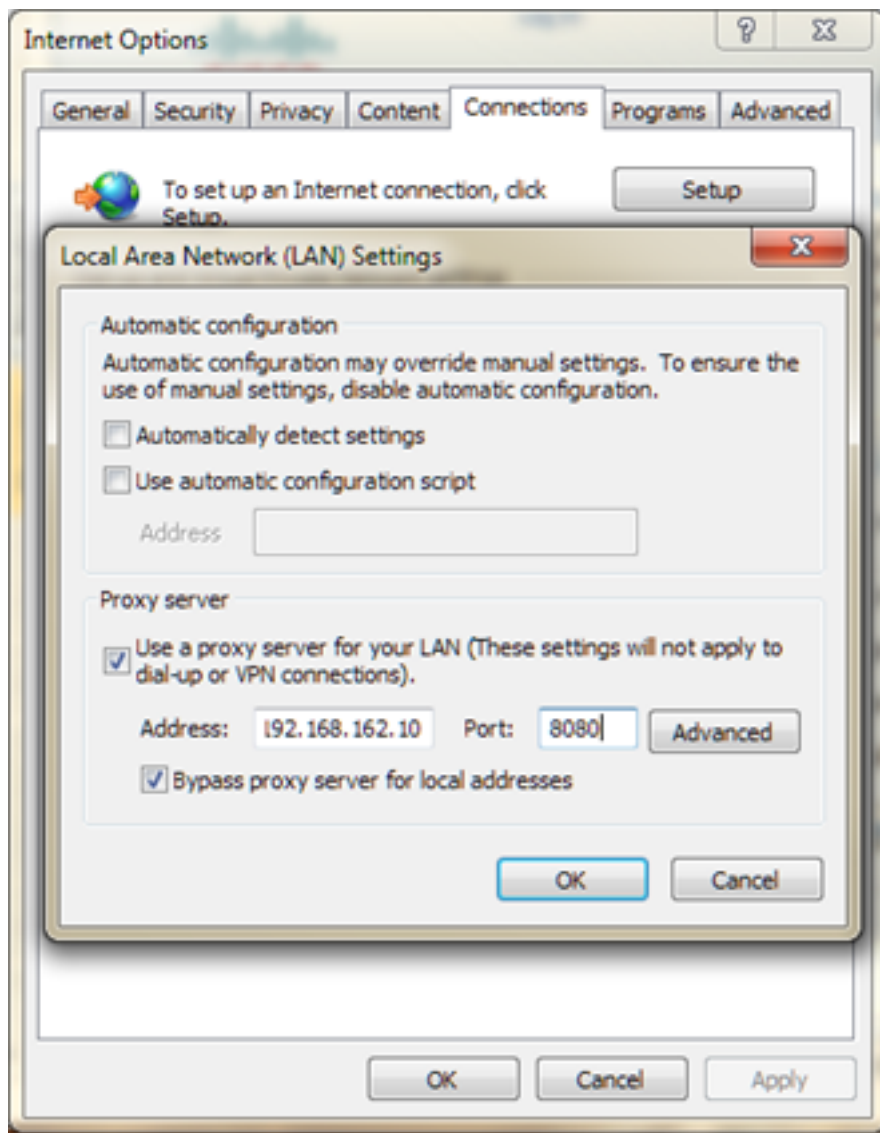 Internet Options
General Security Privacy Content Connections Programs Advanced
To set up an Internet connection, click
Setup.
Setup
Local Area Network (LAN) Settings
Automatic configuration
Automatic configuration may override manual settings. To ensure the
use of manual settings, disable automatic configuration.
Automatically detect settings
Use automatic configuration script
Address
Proxy server
Use a proxy server for your LAN (These settings will not apply to
dial-up or VPN connections).
Address: 192.168.162.10 Port: 8080 Advanced
Bypass proxy server for local addresses
OK Cancel
OK Cancel Apply